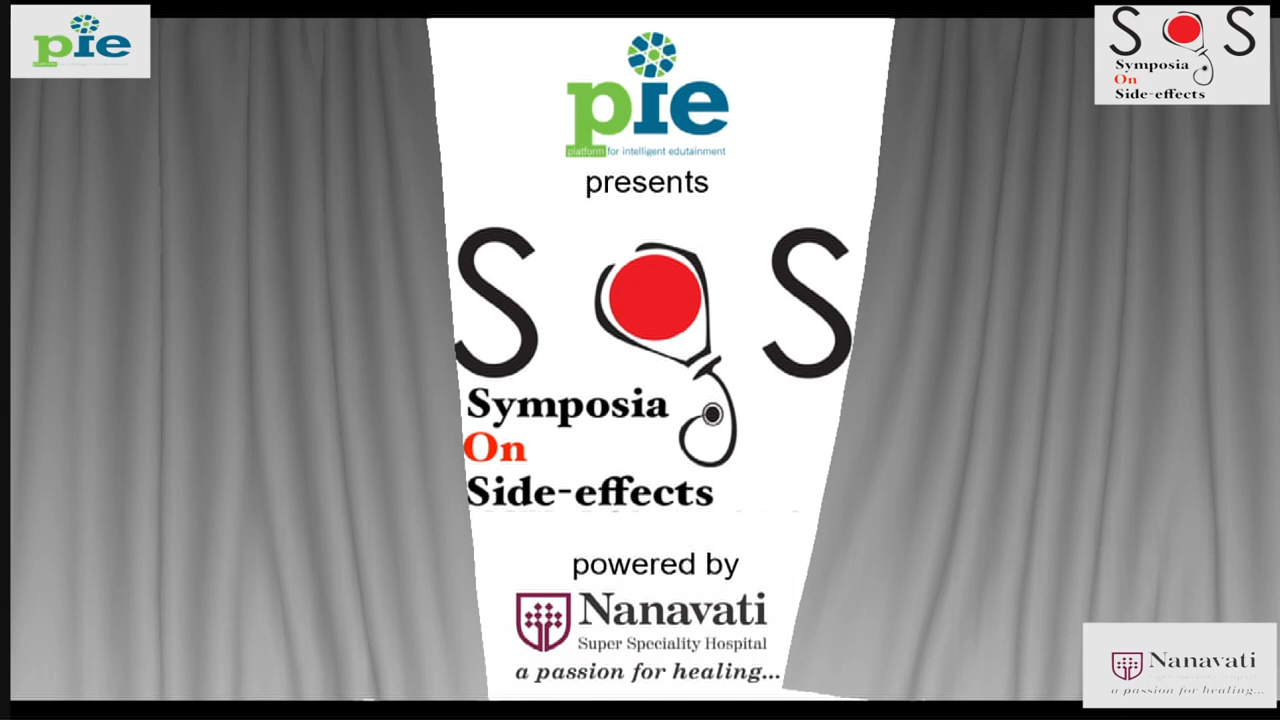 pie
S S
Symposia
On
Side-effects
pie
platform for intelligent edutainment
presents
S S
Symposia
On
Side-effects
powered by
Nanavati
Super Speciality Hospital
a passion for healing...
Nanavati
a passion for healing...